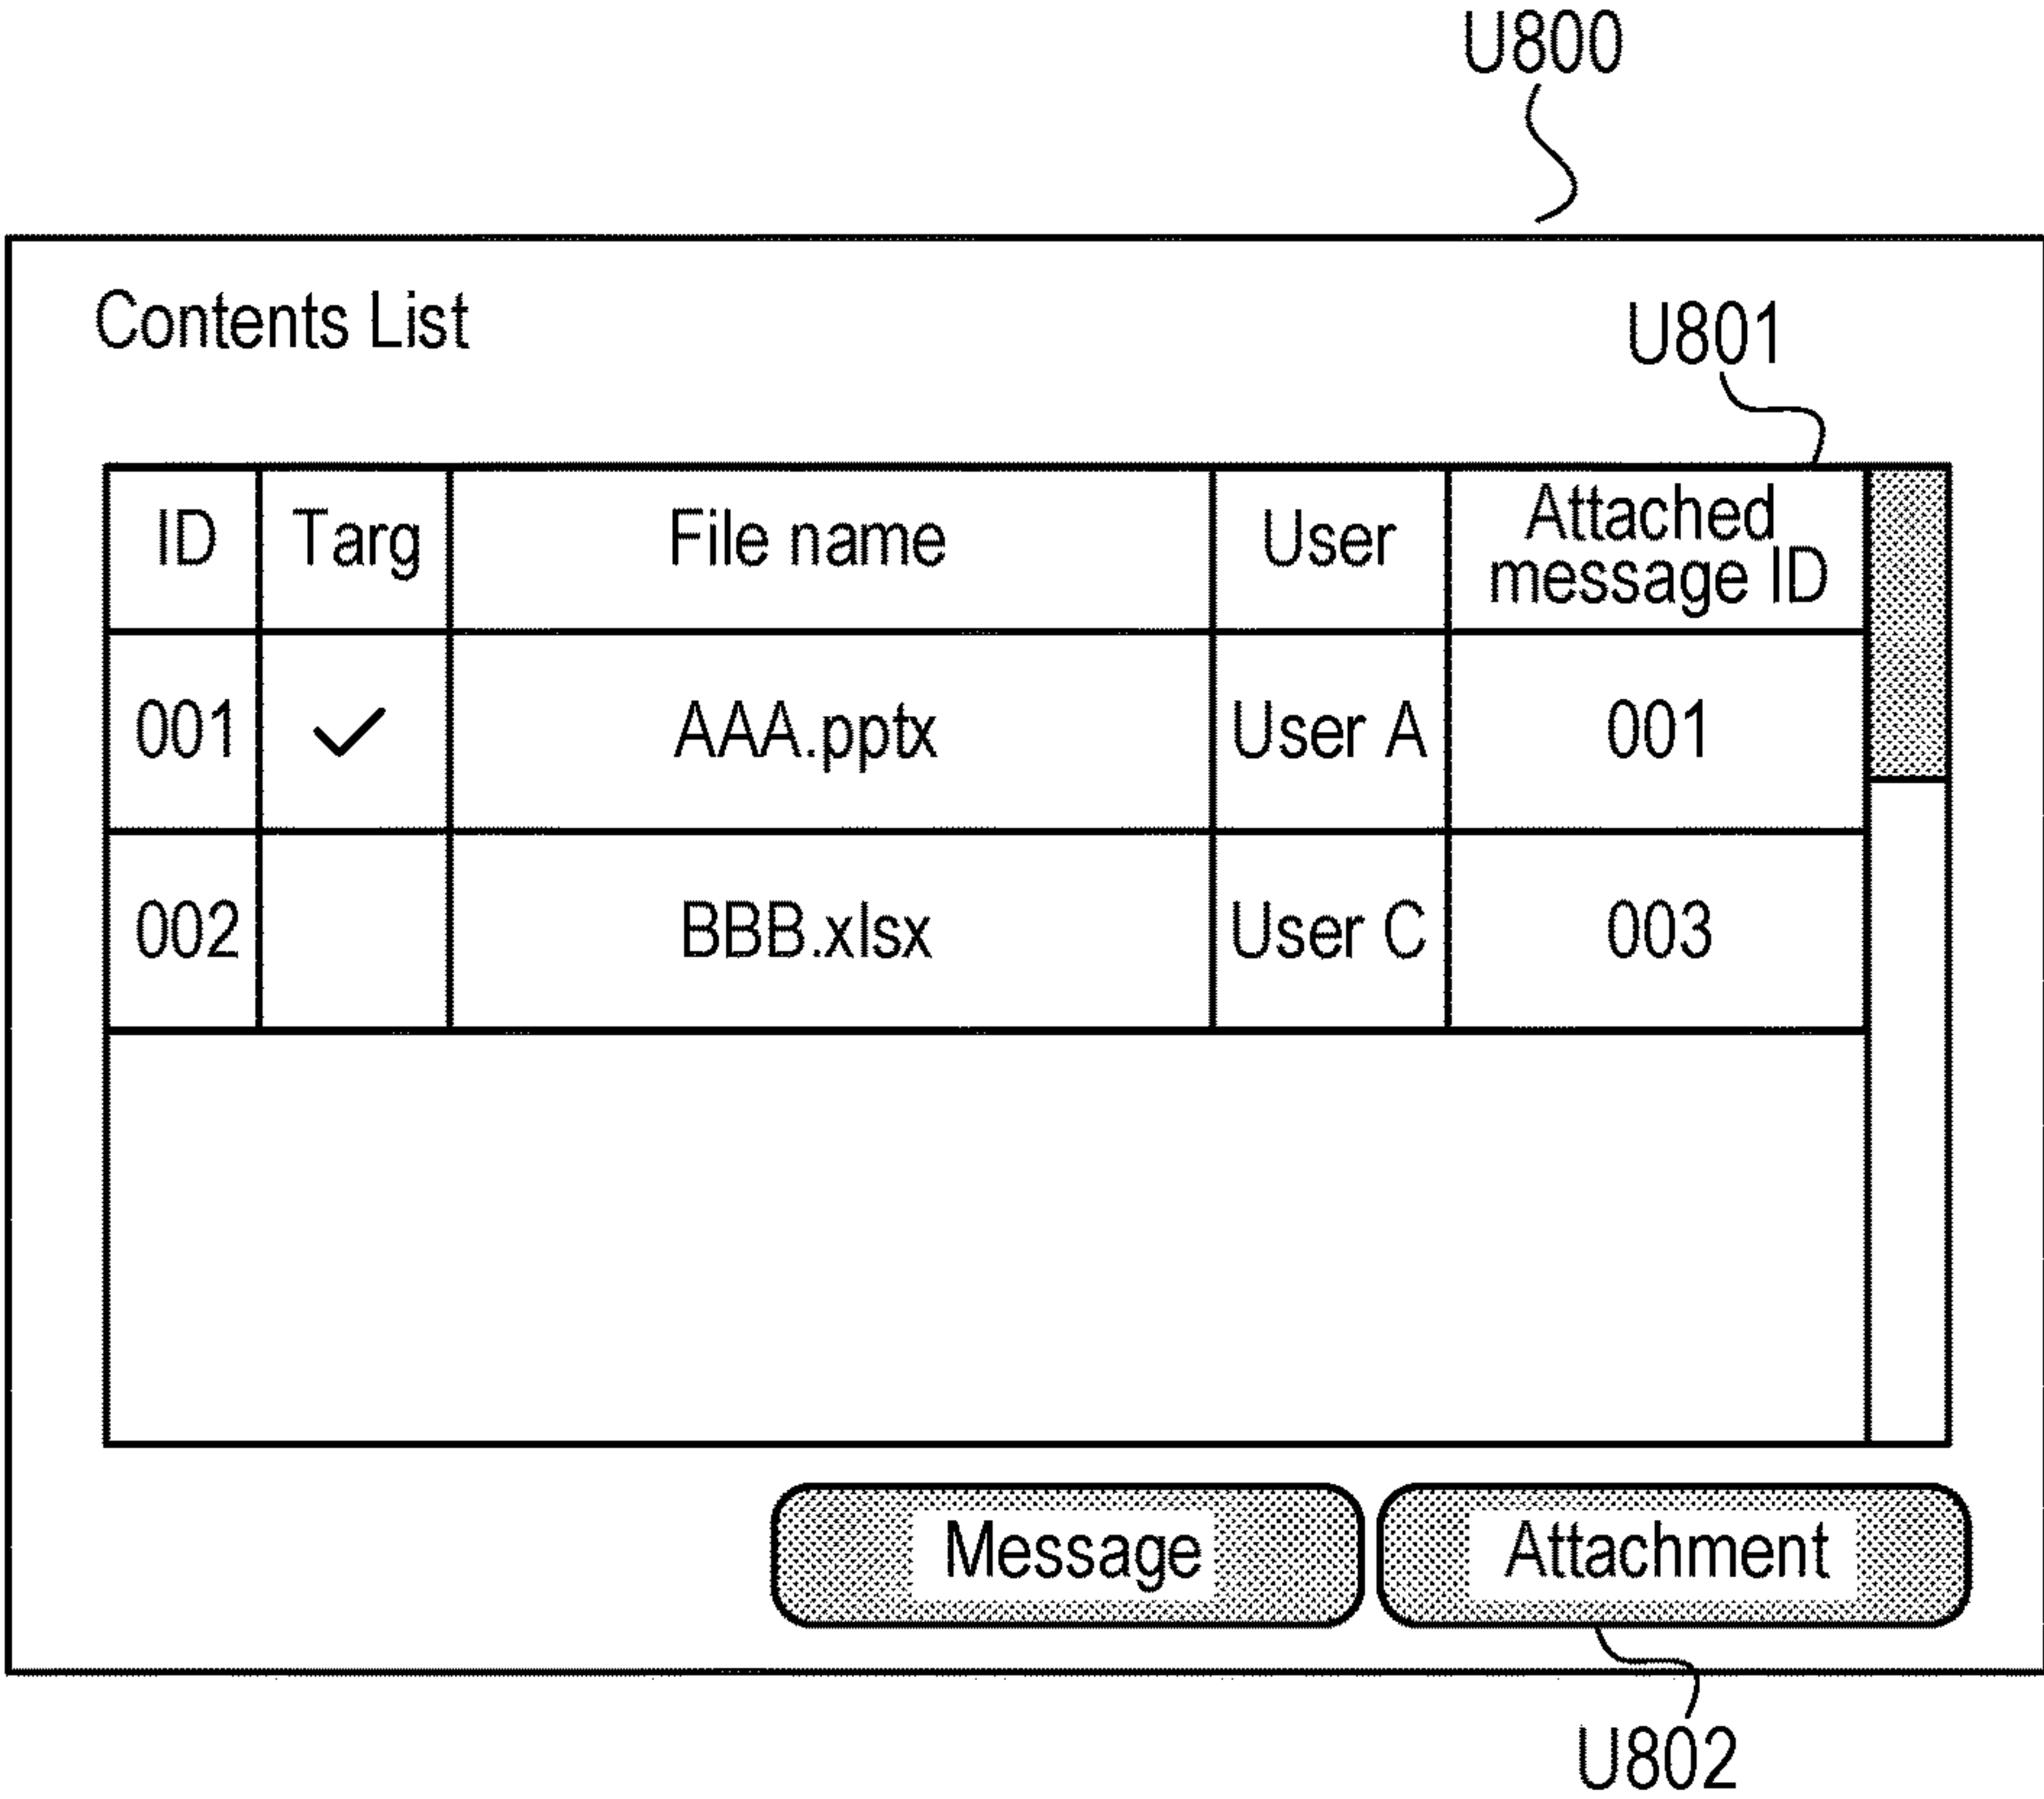 U800
Contents List
U801
ID Targ File name User Attached message ID
001 ✓ AAA.pptx User A 001
002 BBB.xlsx User C 003
Message Attachment
U802